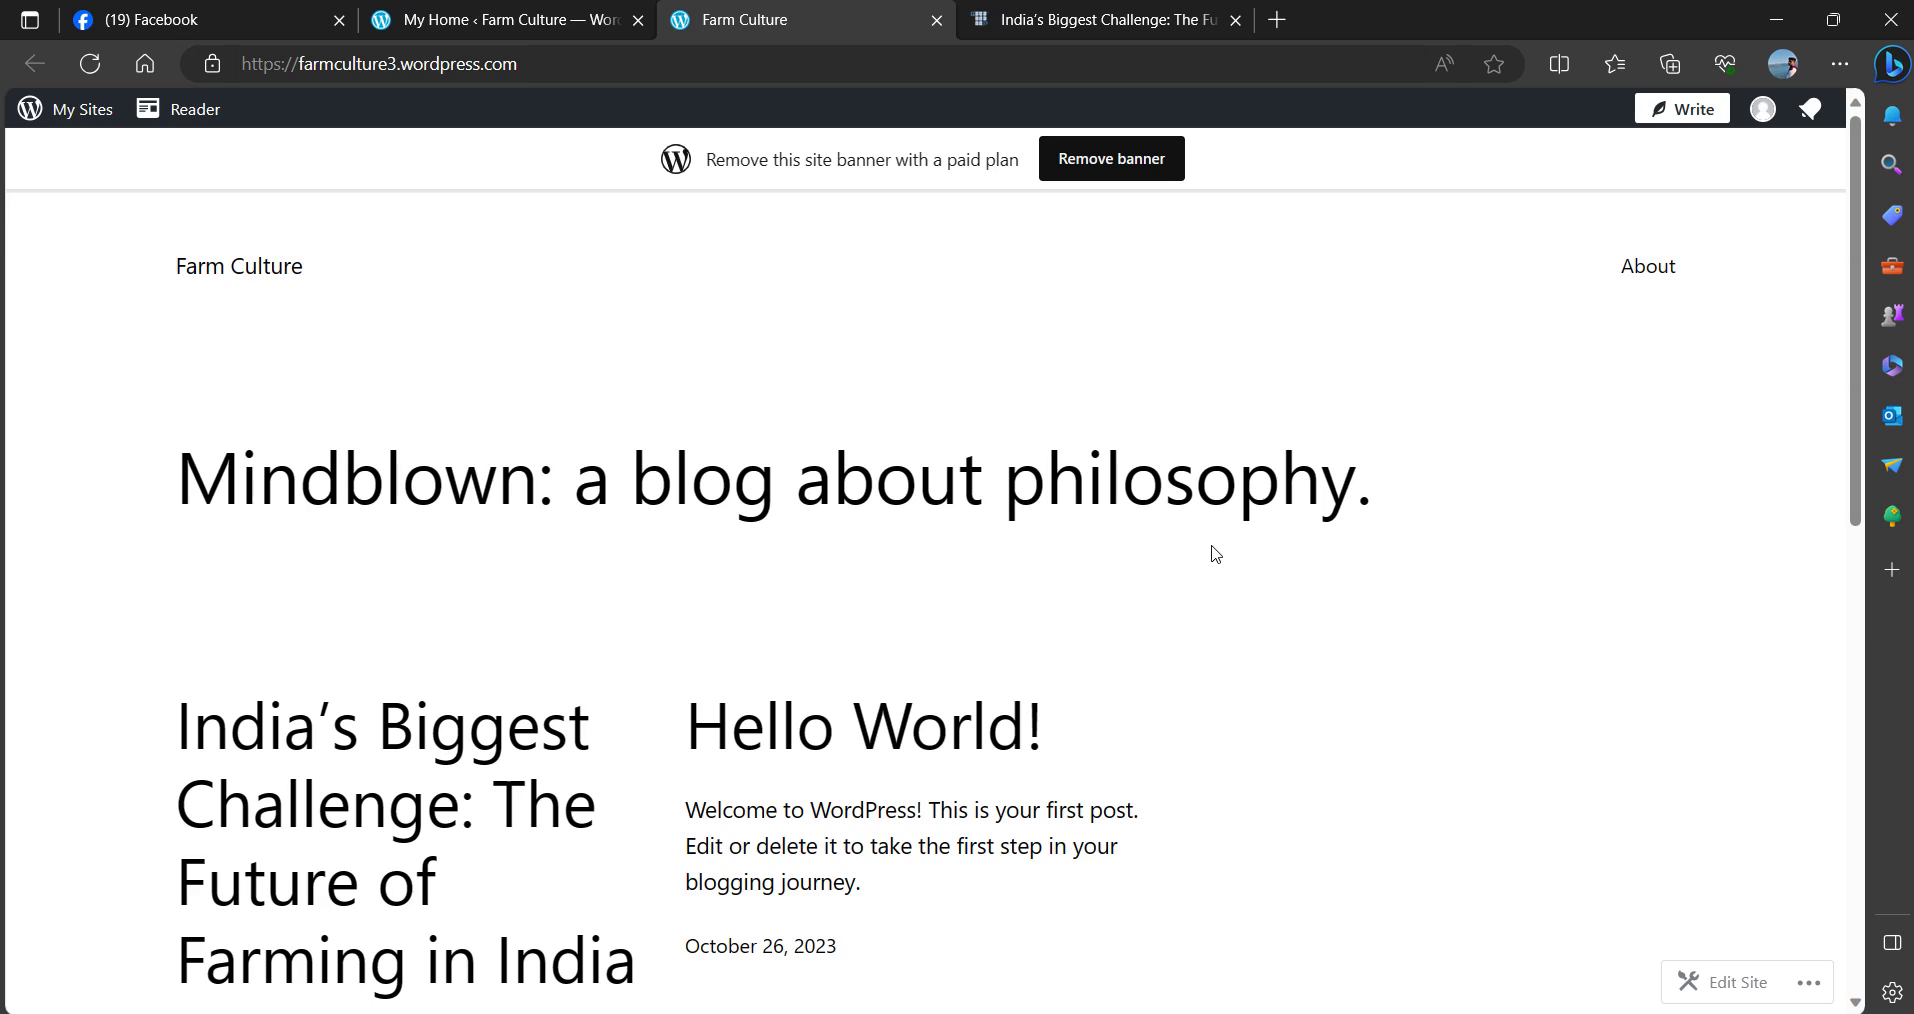 (19) Facebook
My Home ‹ Farm Culture — Wor
Farm Culture
India's Biggest Challenge: The Fu
https://farmculture3.wordpress.com
My Sites
Reader
Write
Remove this site banner with a paid plan
Remove banner
Farm Culture
About
Mindblown: a blog about philosophy.
India's Biggest
Challenge: The
Future of
Farming in India
Hello World!
Welcome to WordPress! This is your first post.
Edit or delete it to take the first step in your
blogging journey.
October 26, 2023
Edit Site